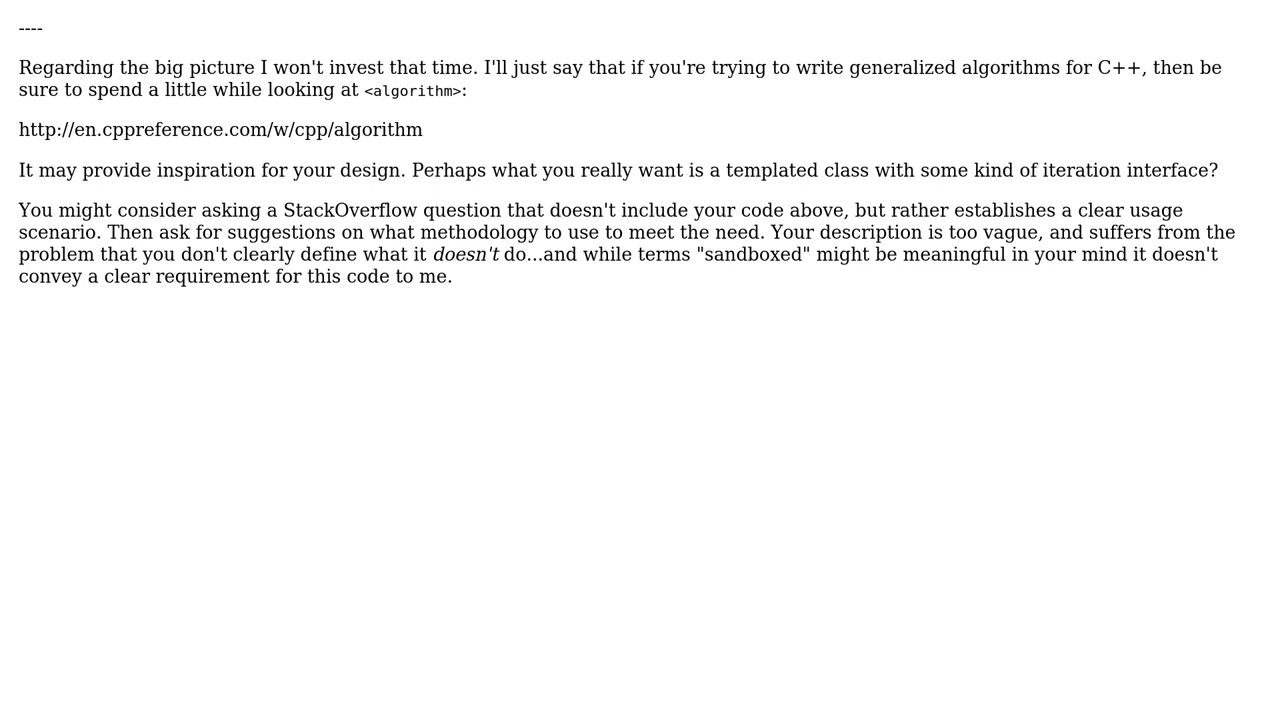 ----
Regarding the big picture I won't invest that time. I'll just say that if you're trying to write generalized algorithms for C++, then be
sure to spend a little while looking at <algorithm>:
http://en.cppreference.com/w/cpp/algorithm
It may provide inspiration for your design. Perhaps what you really want is a templated class with some kind of iteration interface?
You might consider asking a StackOverflow question that doesn't include your code above, but rather establishes a clear usage
scenario. Then ask for suggestions on what methodology to use to meet the need. Your description is too vague, and suffers from the
problem that you don't clearly define what it doesn't do...and while terms "sandboxed" might be meaningful in your mind it doesn't
convey a clear requirement for this code to me.